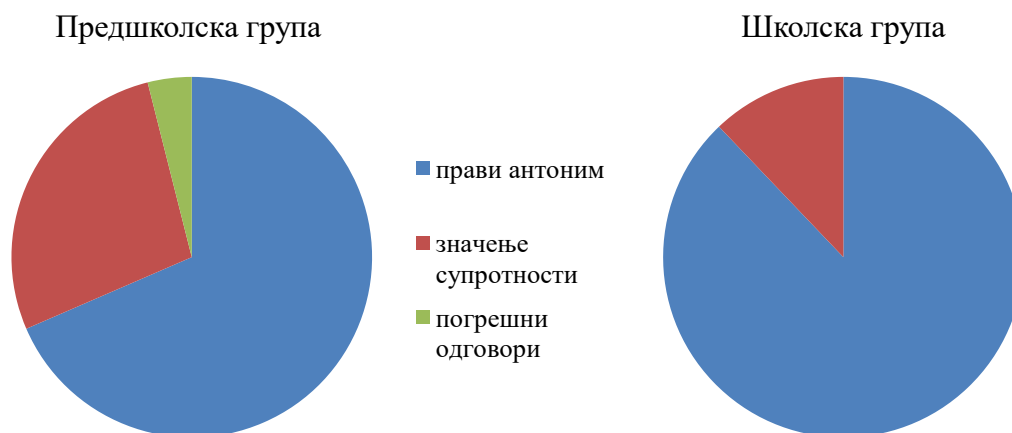 Предшколска група
Школска група
прави антоним
значење
супротности
погрешни
одговори